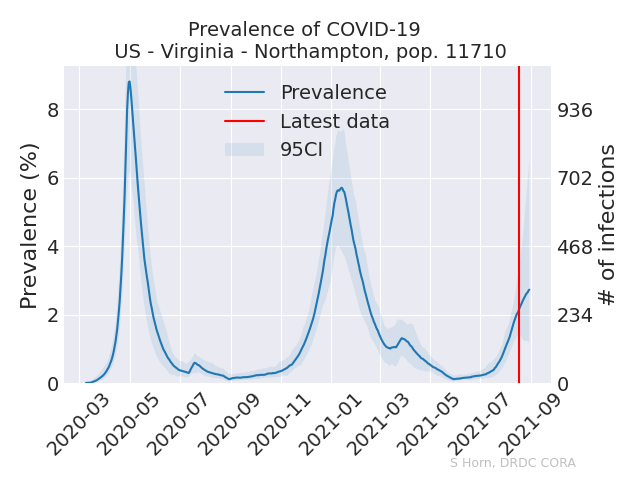 Prevalence of COVID-19
US - Virginia - Northampton, pop. 11710
Prevalence
Latest data
95CI
Prevalence (%)
8
6
4
2
0
# of infections
936
702
468
234
0
2020-03
2020-05
2020-07
2020-09
2020-11
2021-01
2021-03
2021-05
2021-07
2021-09
S Horn, DRDC CORA